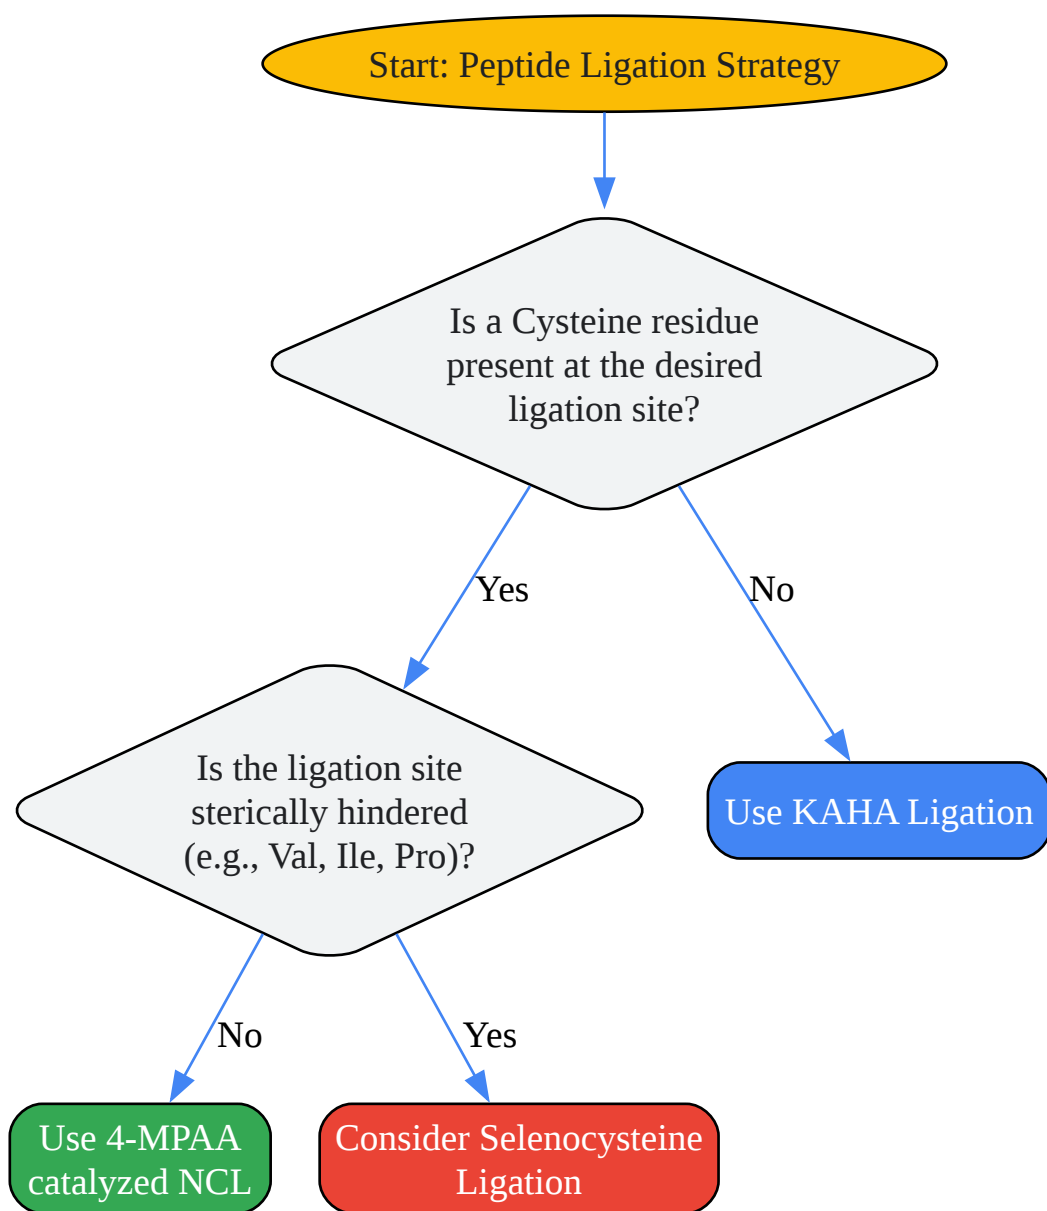 Start: Peptide Ligation Strategy
Is a Cysteine residue
present at the desired
ligation site?
Yes
No
Is the ligation site
sterically hindered
(e.g., Val, Ile, Pro)?
Use KAHA Ligation
No
Yes
Use 4-MPAA
catalyzed NCL
Consider Selenocysteine
Ligation